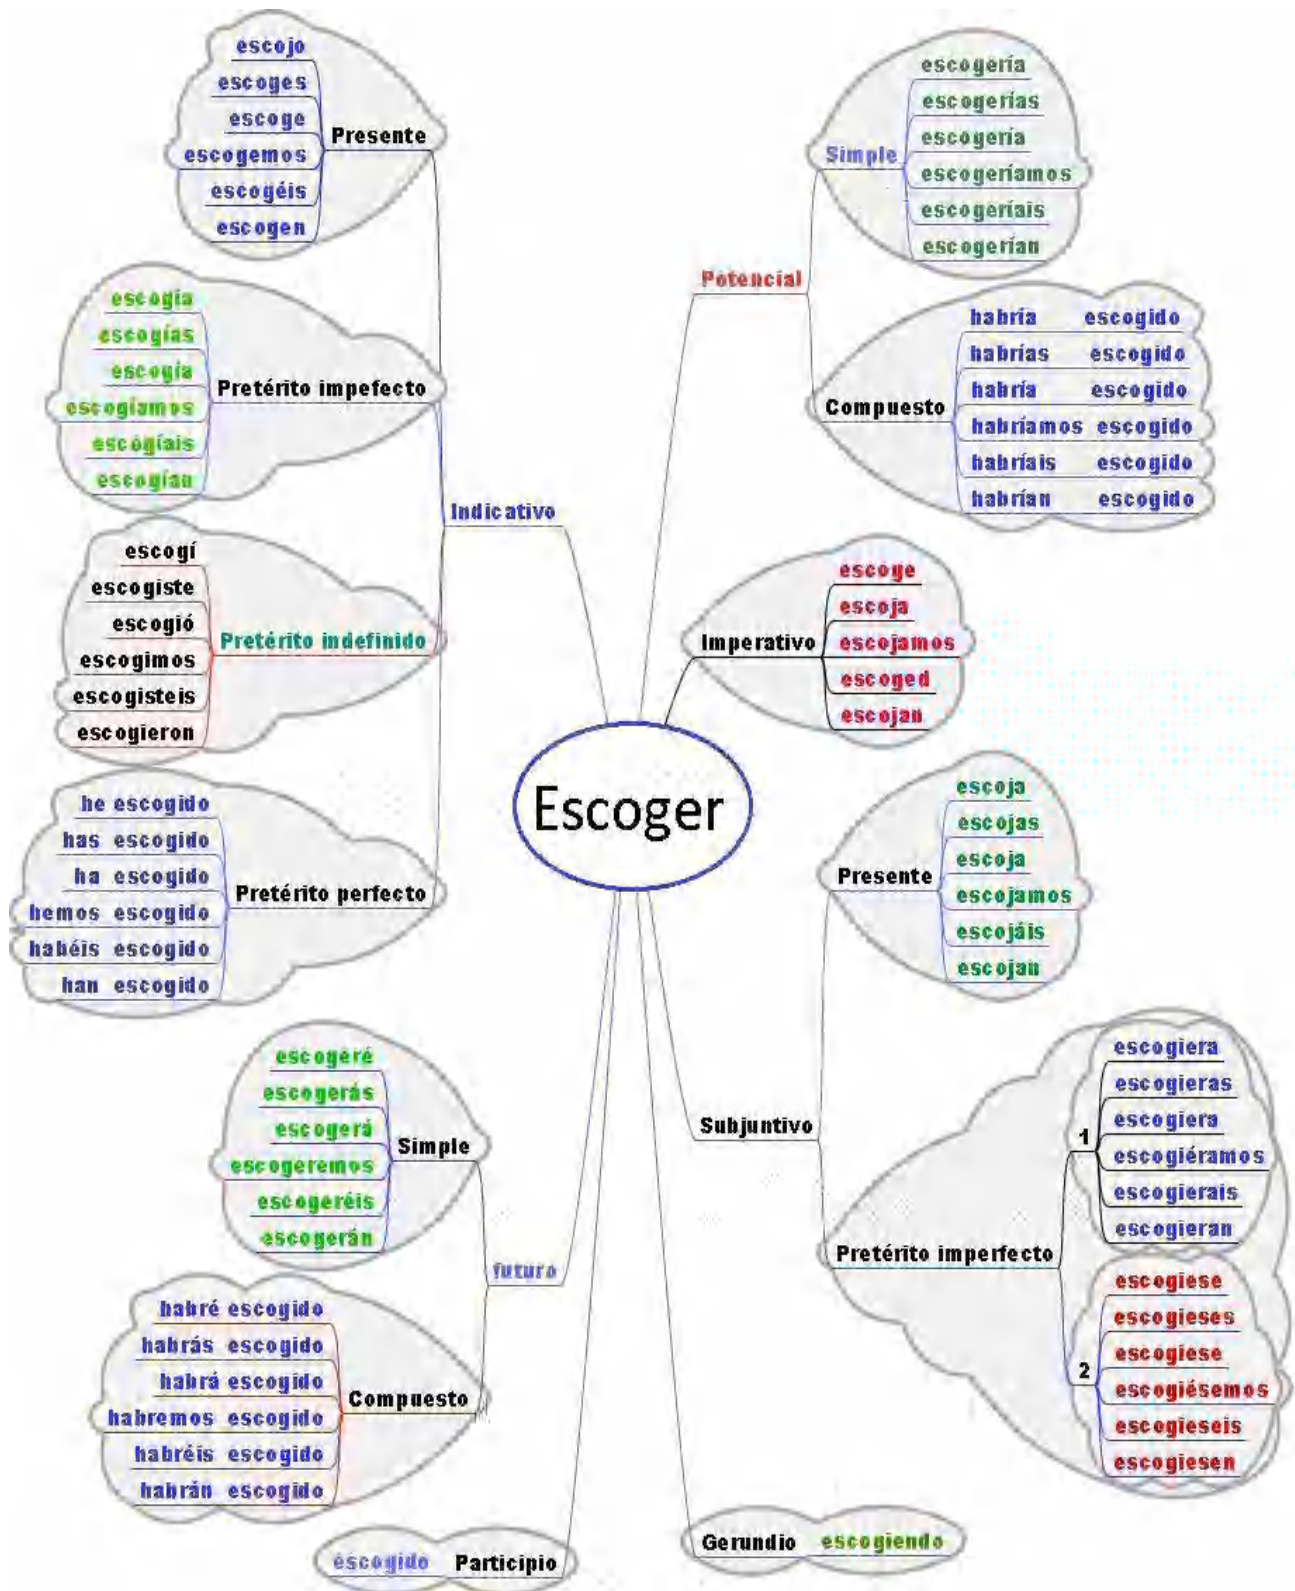 escojo
escoges
escoge
escogemos
escogéis
escogen
Presente
escogía
escogías
escogía
escogíamos
escogíais
escogían
Pretérito impefecto
escogí
escogiste
escogió
escogimos
escogisteis
escogieron
Pretérito indefinido
he escogido
has escogido
ha escogido
hemos escogido
habéis escogido
han escogido
Pretérito perfecto
Indicativo
escogeré
escogerás
escogerá
escogeremos
escogeréis
escogerán
Simple
habré escogido
habrás escogido
habrá escogido
habremos escogido
habréis escogido
habrán escogido
Compuesto
futuro
escogido Participio
Escoger
Potencial
Simple
escogería
escogerías
escogería
escogeríamos
escogeríais
escogerían
Compuesto
habría escogido
habrías escogido
habría escogido
habríamos escogido
habríais escogido
habrían escogido
Imperativo
escoge
escoja
escojamos
escoged
escojan
Subjuntivo
Presente
escoja
escojas
escoja
escojamos
escojáis
escojan
Pretérito imperfecto
1
escogiera
escogieras
escogiera
escogiéramos
escogierais
escogieran
2
escogiese
escogieses
escogiese
escogiésemos
escogieseis
escogiesen
Gerundio escogiendo